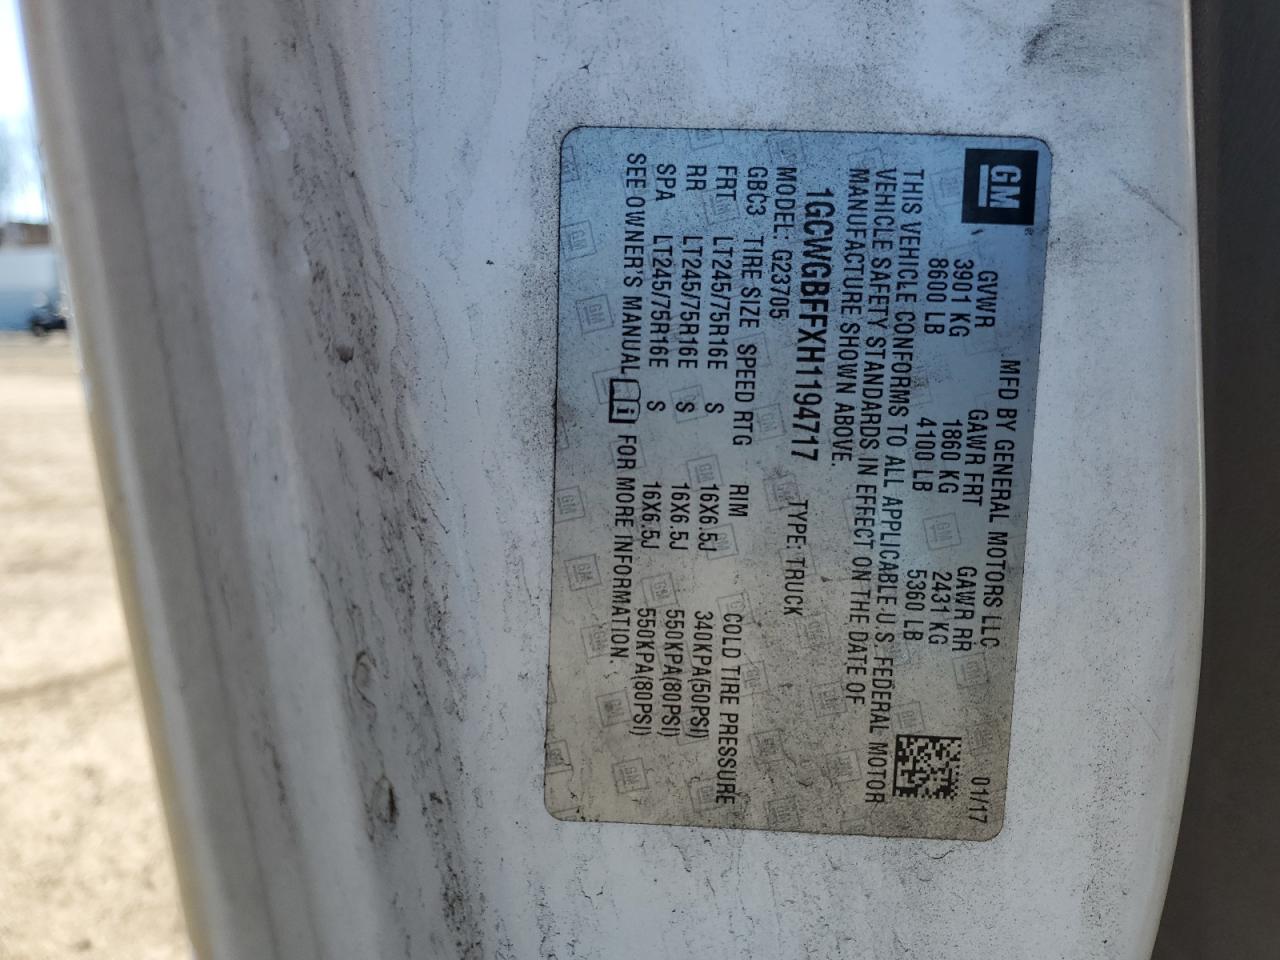 GM
MFD BY GENERAL MOTORS LLC 01/17
GVWR GAWR FRT GAWR RR
3901 KG 1860 KG 2431 KG
8600 LB 4100 LB 5360 LB
THIS VEHICLE CONFORMS TO ALL APPLICABLE U.S. FEDERAL MOTOR
VEHICLE SAFETY STANDARDS IN EFFECT ON THE DATE OF
MANUFACTURE SHOWN ABOVE.
1GCWGBFFXH1194717 TYPE: TRUCK
MODEL: G23705
GBC3 TIRE SIZE SPEED RTG RIM COLD TIRE PRESSURE
FRT LT245/75R16E S 16X6.5J 340KPA(50PSI)
RR LT245/75R16E S 16X6.5J 550KPA(80PSI)
SPA LT245/75R16E S 16X6.5J 550KPA(80PSI)
SEE OWNER'S MANUAL i FOR MORE INFORMATION.